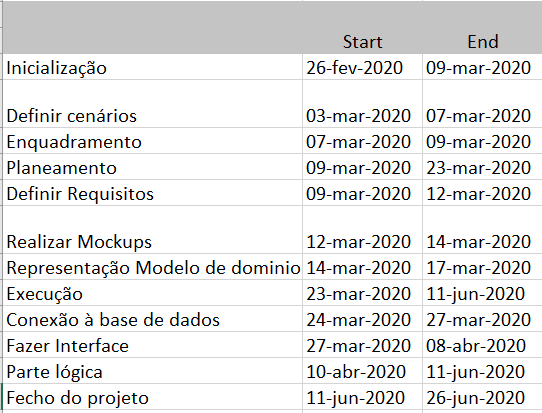 Start End
Inicialização 26-fev-2020 09-mar-2020
Definir cenários 03-mar-2020 07-mar-2020
Enquadramento 07-mar-2020 09-mar-2020
Planeamento 09-mar-2020 23-mar-2020
Definir Requisitos 09-mar-2020 12-mar-2020
Realizar Mockups 12-mar-2020 14-mar-2020
Representação Modelo de dominio 14-mar-2020 17-mar-2020
Execução 23-mar-2020 11-jun-2020
Conexão à base de dados 24-mar-2020 27-mar-2020
Fazer Interface 27-mar-2020 08-abr-2020
Parte lógica 10-abr-2020 11-jun-2020
Fecho do projeto 11-jun-2020 26-jun-2020